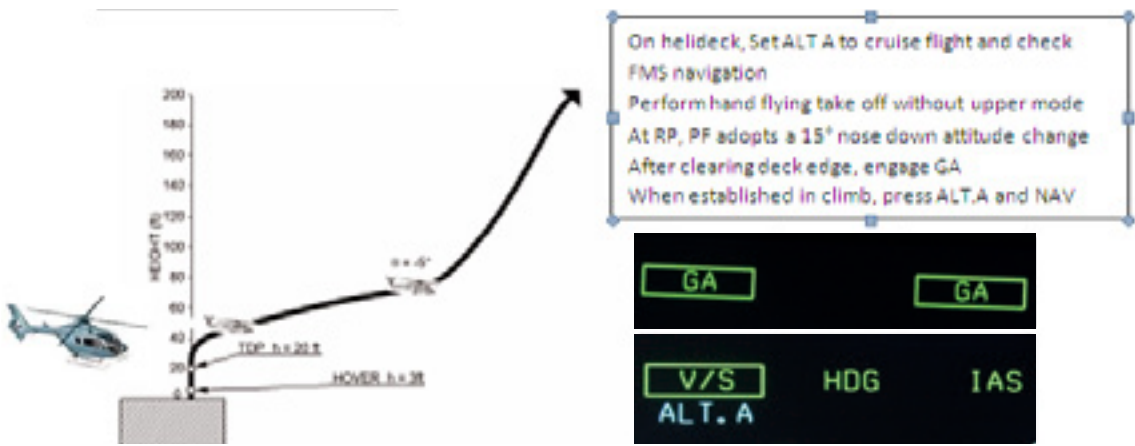 On helideck, Set ALT A to cruise flight and check
FMS navigation
Perform hand flying take off without upper mode
At RP, PF adopts a 15° nose down attitude change
After clearing deck edge, engage GA
When established in climb, press ALT.A and NAV
200
180
160
140
120
100
80
60
40
20
0
HEIGHT (ft)
TDP h = 20 ft
HOVER h = 3ft
GA GA
V/S HDG IAS
ALT.A